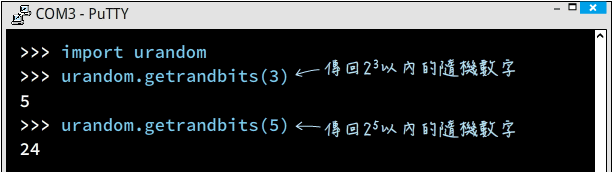 COM3 - PuTTY
>>> import urandom
>>> urandom.getrandbits(3) ←傳回2³以內的隨機數字
5
>>> urandom.getrandbits(5) ←傳回2⁵以內的隨機數字
24